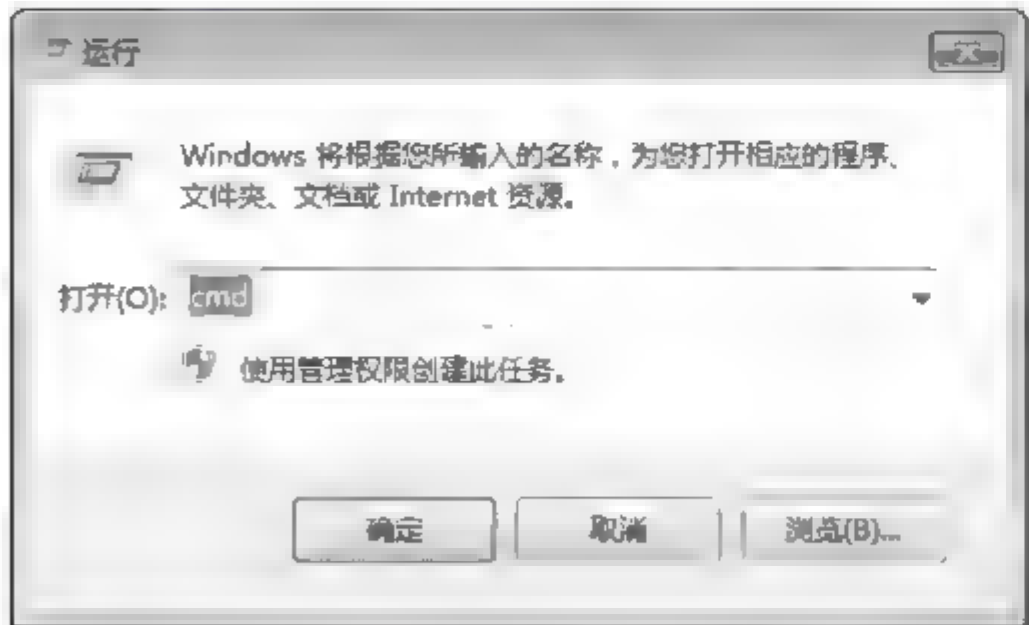 运行
Windows 将根据您所输入的名称，为您打开相应的程序、
文件夹、文档或 Internet 资源。
打开(O): cmd
使用管理权限创建此任务。
确定 取消 浏览(B)...